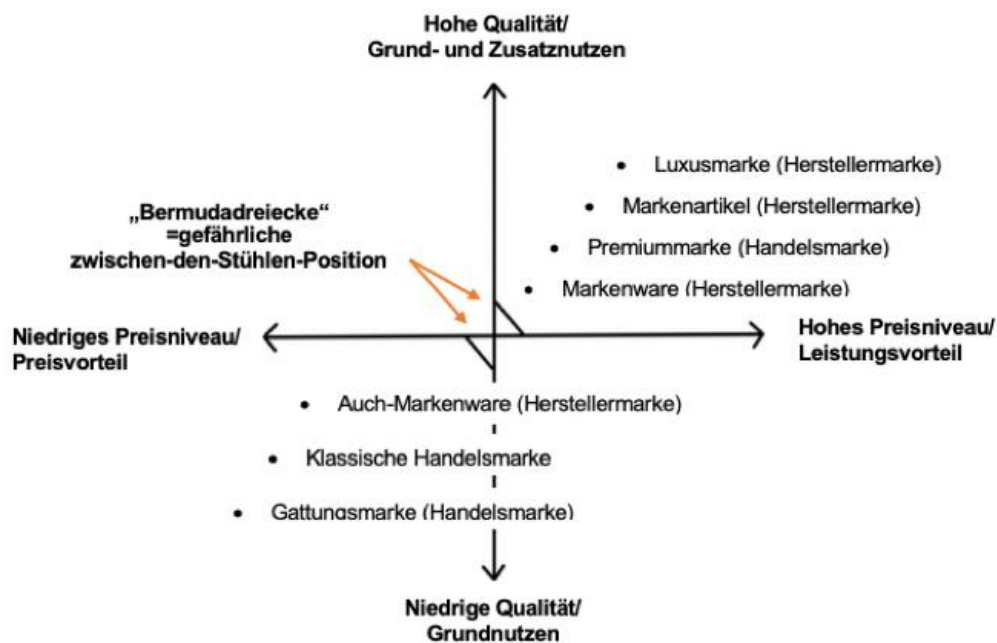 Hohe Qualität/
Grund- und Zusatznutzen
Luxusmarke (Herstellermarke)
Markenartikel (Herstellermarke)
„Bermudadreiecke“
=gefährliche
zwischen-den-Stühlen-Position
Premiummarke (Handelsmarke)
Markenware (Herstellermarke)
Niedriges Preisniveau/
Preisvorteil
Hohes Preisniveau/
Leistungsvorteil
Auch-Markenware (Herstellermarke)
Klassische Handelsmarke
Gattungsmarke (Handelsmarke)
Niedrige Qualität/
Grundnutzen